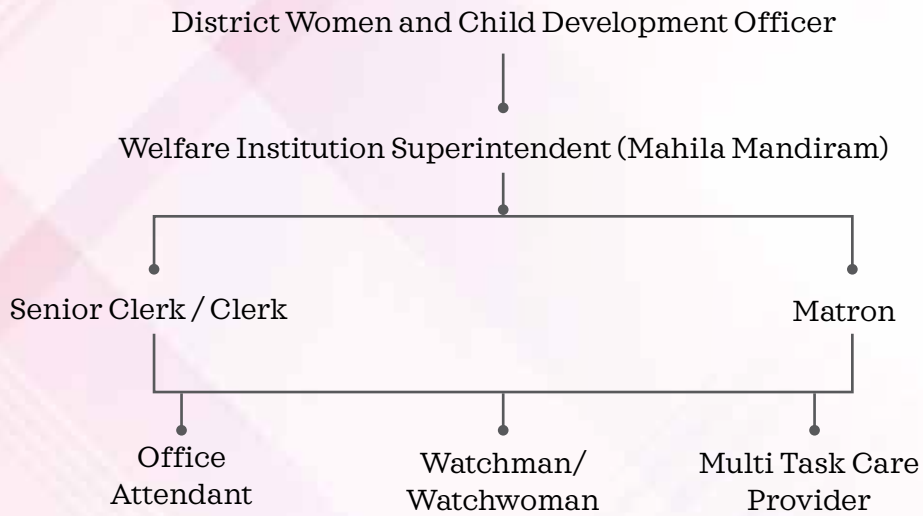 District Women and Child Development Officer
Welfare Institution Superintendent (Mahila Mandiram)
Senior Clerk / Clerk
Matron
Office
Attendant
Watchman/
Watchwoman
Multi Task Care
Provider